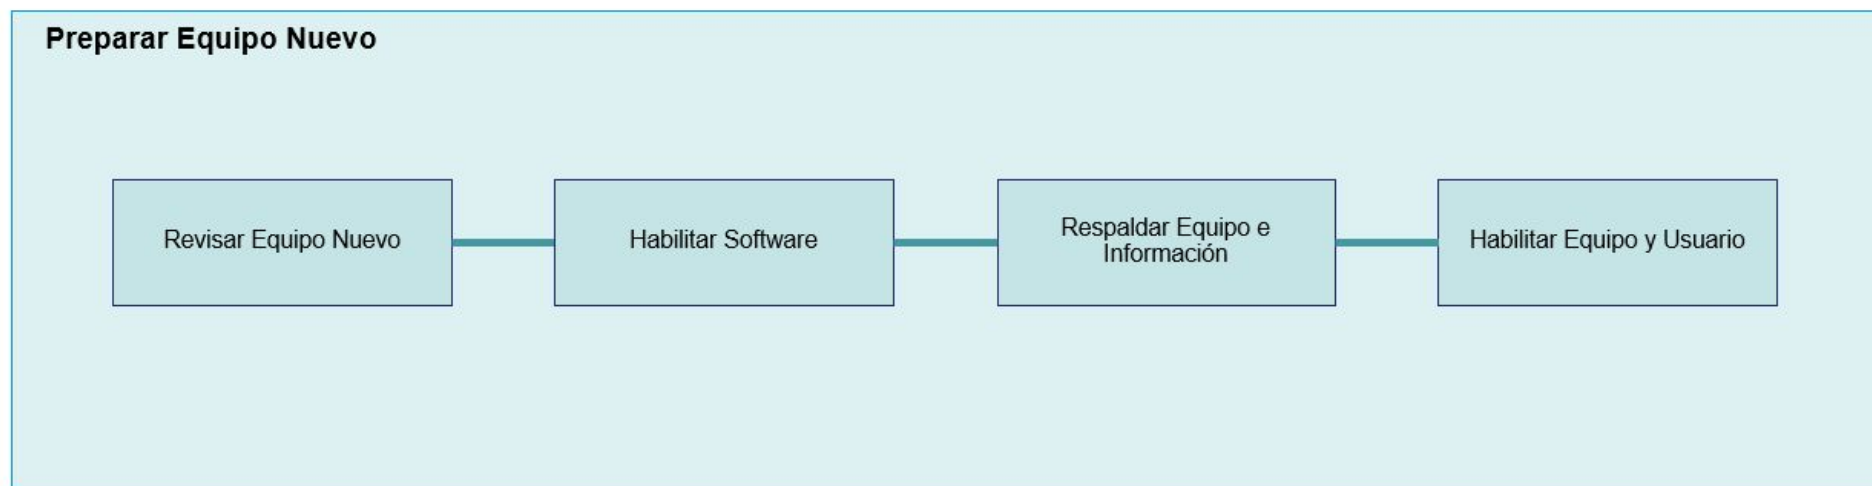 Preparar Equipo Nuevo
Revisar Equipo Nuevo
Habilitar Software
Respaldar Equipo e
Información
Habilitar Equipo y Usuario